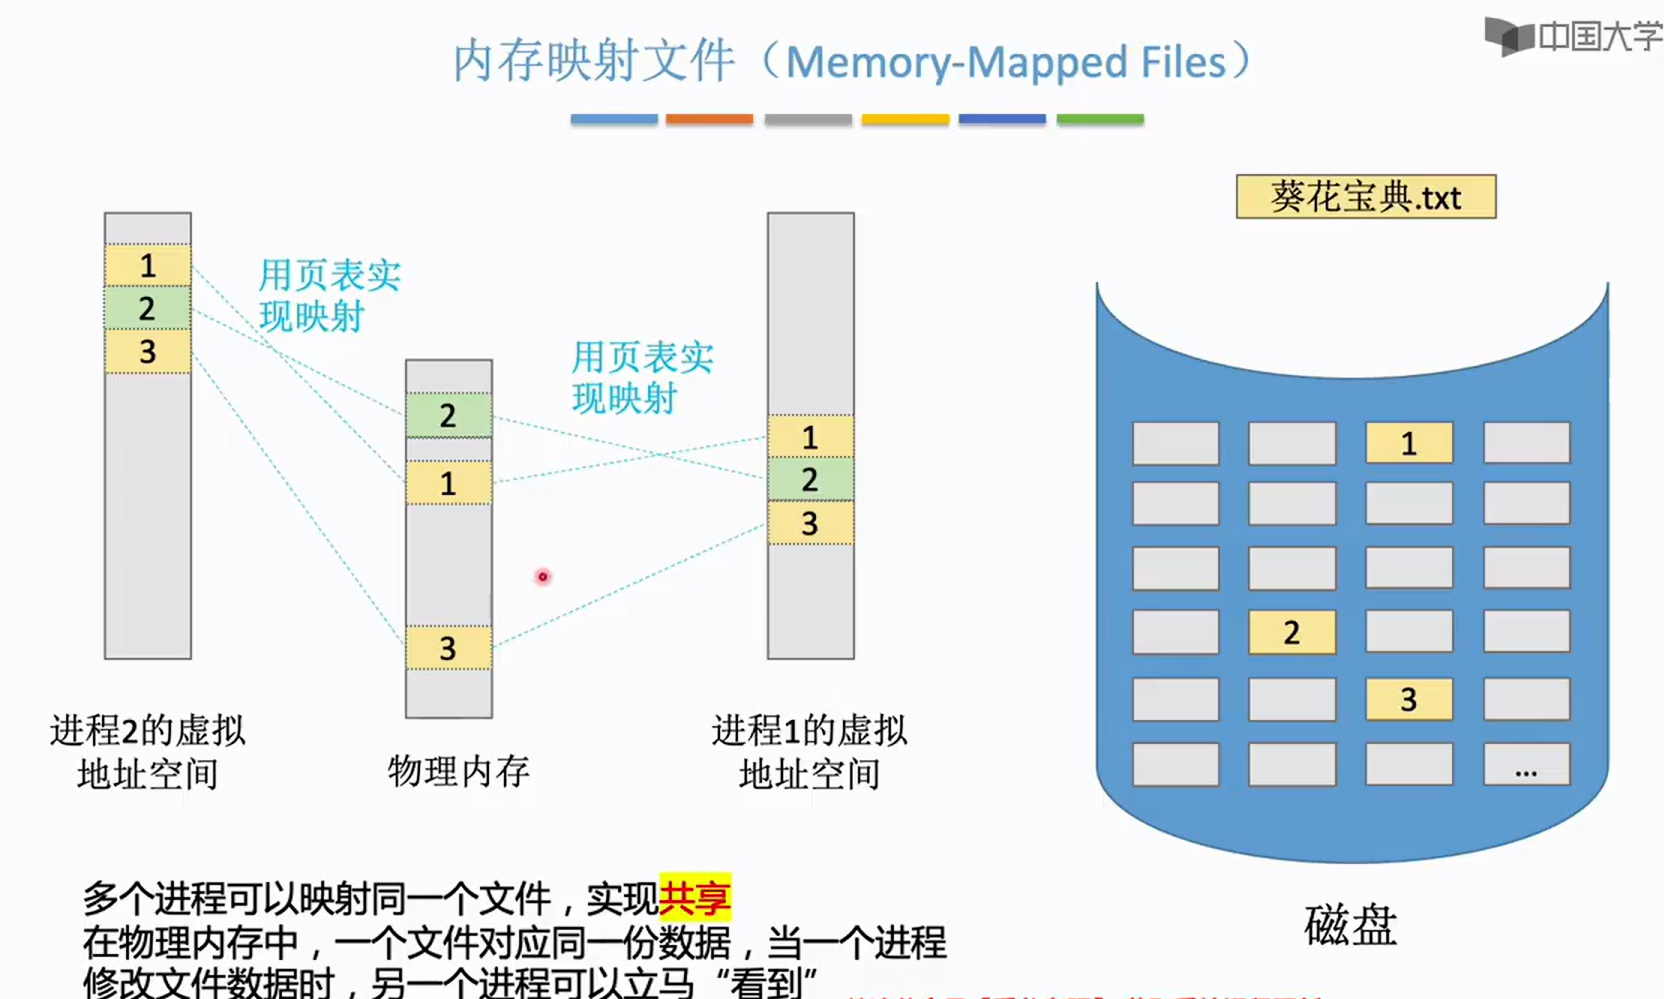 中国大学
内存映射文件（Memory-Mapped Files）
葵花宝典.txt
1
2
3
用页表实
现映射
2
1
3
用页表实
现映射
1
2
3
1
2
3
...
进程2的虚拟
地址空间
物理内存
进程1的虚拟
地址空间
磁盘
多个进程可以映射同一个文件，实现共享
在物理内存中，一个文件对应同一份数据，当一个进程
修改文件数据时，另一个进程可以立马“看到”